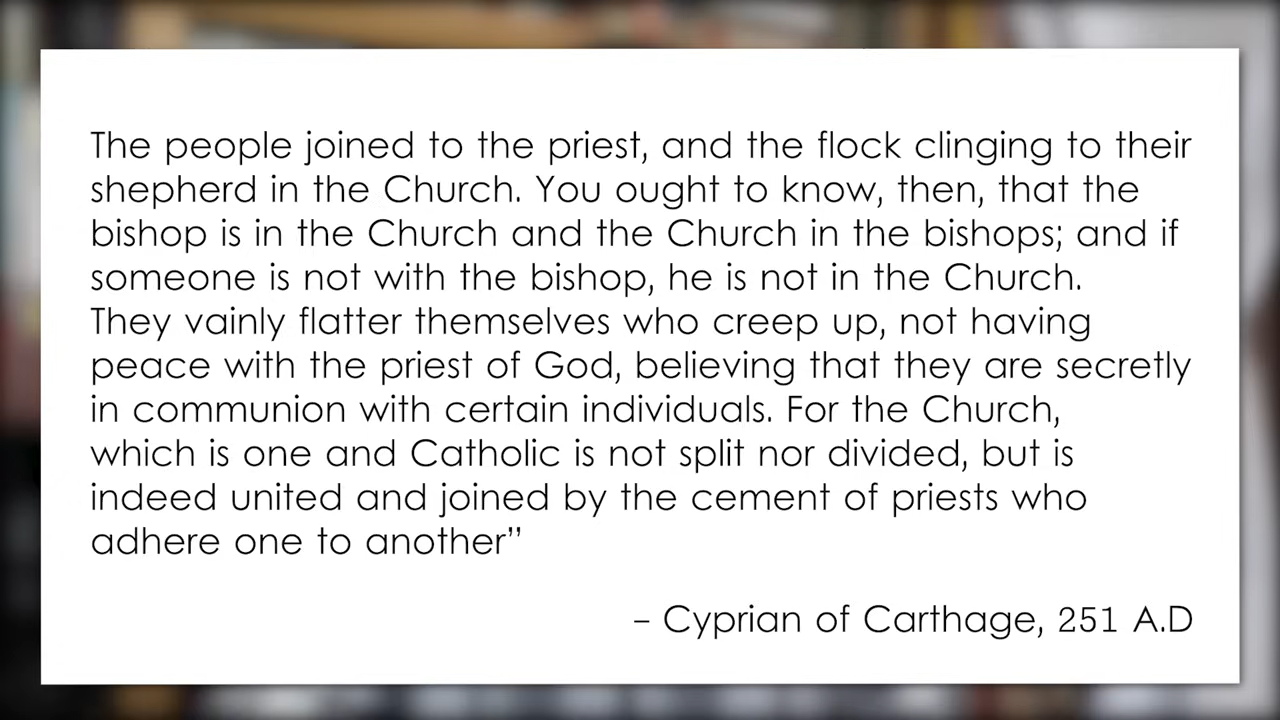 The people joined to the priest, and the flock clinging to their
shepherd in the Church. You ought to know, then, that the
bishop is in the Church and the Church in the bishops; and if
someone is not with the bishop, he is not in the Church.
They vainly flatter themselves who creep up, not having
peace with the priest of God, believing that they are secretly
in communion with certain individuals. For the Church,
which is one and Catholic is not split nor divided, but is
indeed united and joined by the cement of priests who
adhere one to another”
– Cyprian of Carthage, 251 A.D